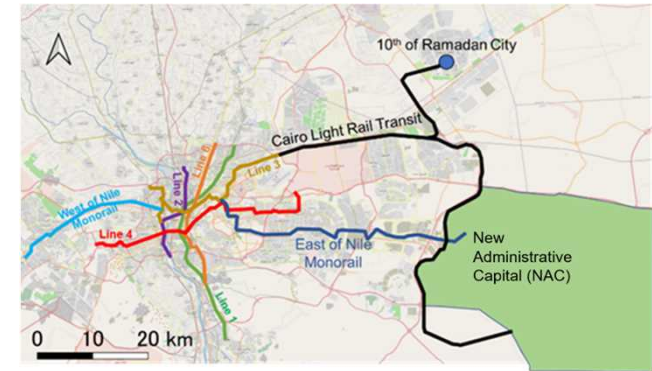 10th of Ramadan City
Cairo Light Rail Transit
Line 6
Line 3
Line 2
West of Nile
Monorail
Line 4
East of Nile
Monorail
New
Administrative
Capital (NAC)
Line 1
0 10 20 km